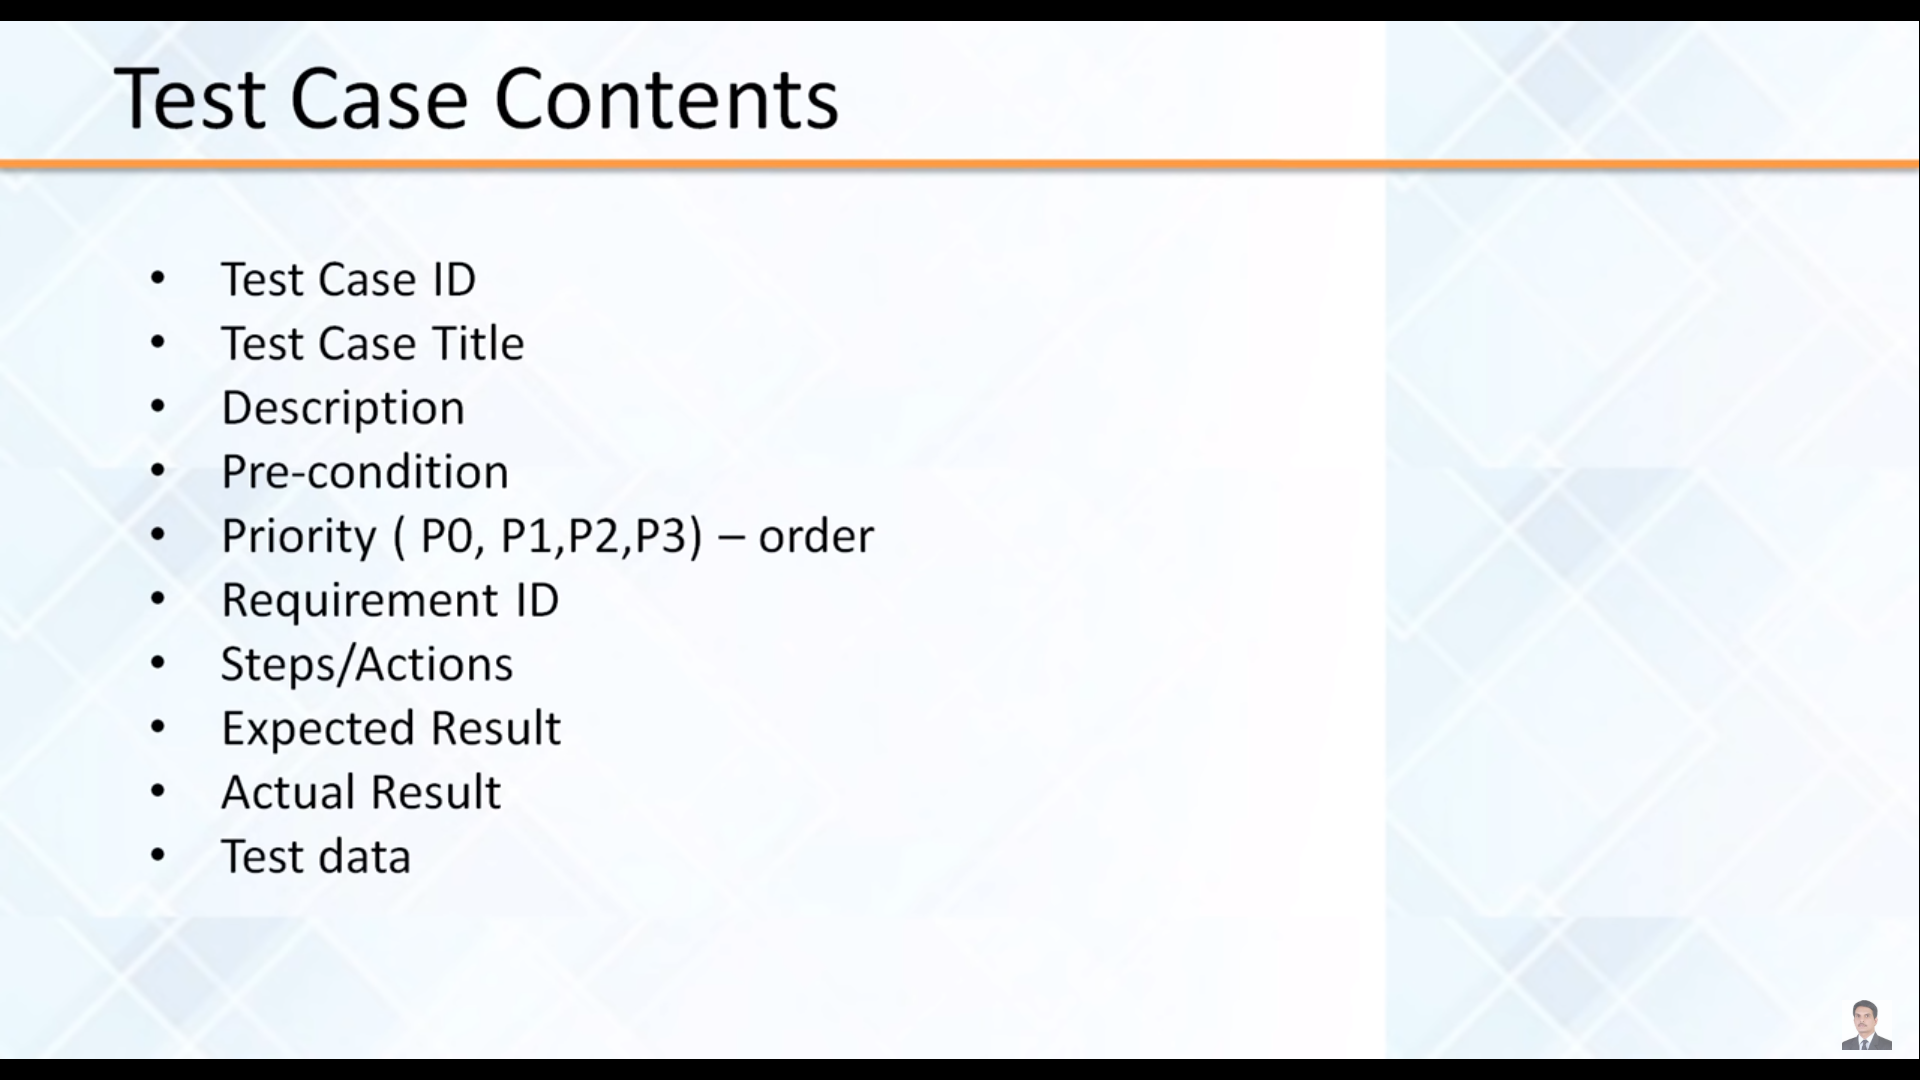 Test Case Contents
• Test Case ID
• Test Case Title
• Description
• Pre-condition
• Priority ( P0, P1,P2,P3) – order
• Requirement ID
• Steps/Actions
• Expected Result
• Actual Result
• Test data